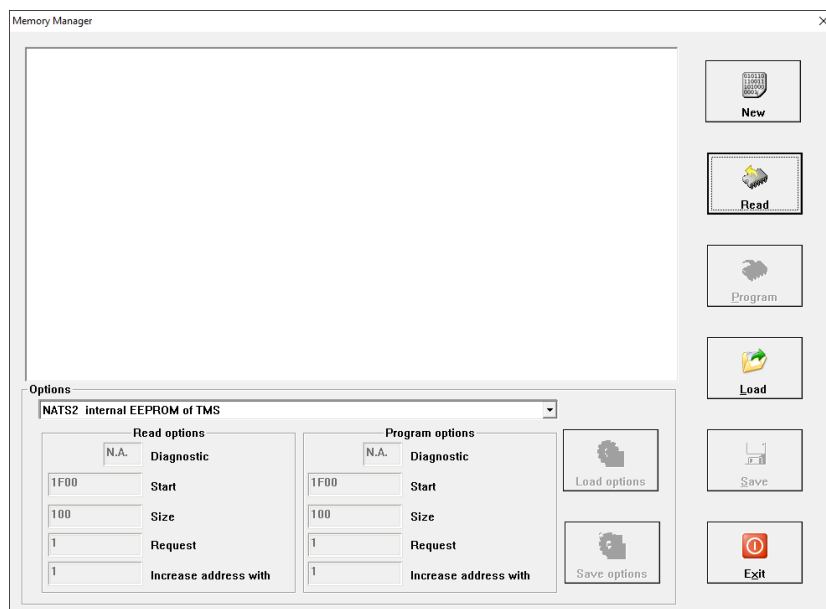 Memory Manager
New
Read
Program
Load
Save
Exit
Options
NATS2 internal EEPROM of TMS
Read options
N.A. Diagnostic
1F00 Start
100 Size
1 Request
1 Increase address with
Program options
N.A. Diagnostic
1F00 Start
100 Size
1 Request
1 Increase address with
Load options
Save options